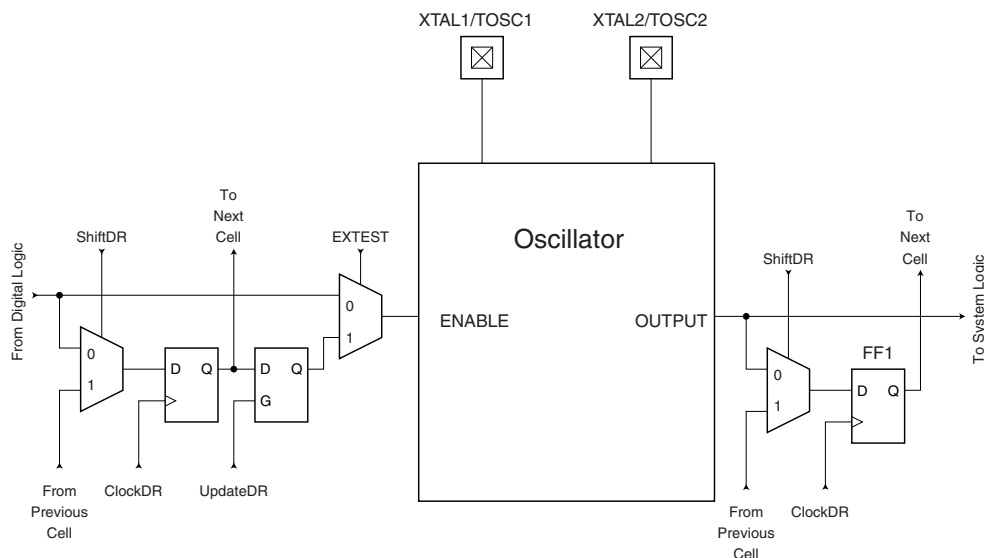 XTAL1/TOSC1
XTAL2/TOSC2
From Digital Logic
ShiftDR
To
Next
Cell
EXTEST
0
1
0
1
D Q
D Q
G
From
Previous
Cell
ClockDR
UpdateDR
Oscillator
ENABLE
OUTPUT
ShiftDR
To
Next
Cell
0
1
FF1
D Q
From
Previous
Cell
ClockDR
To System Logic